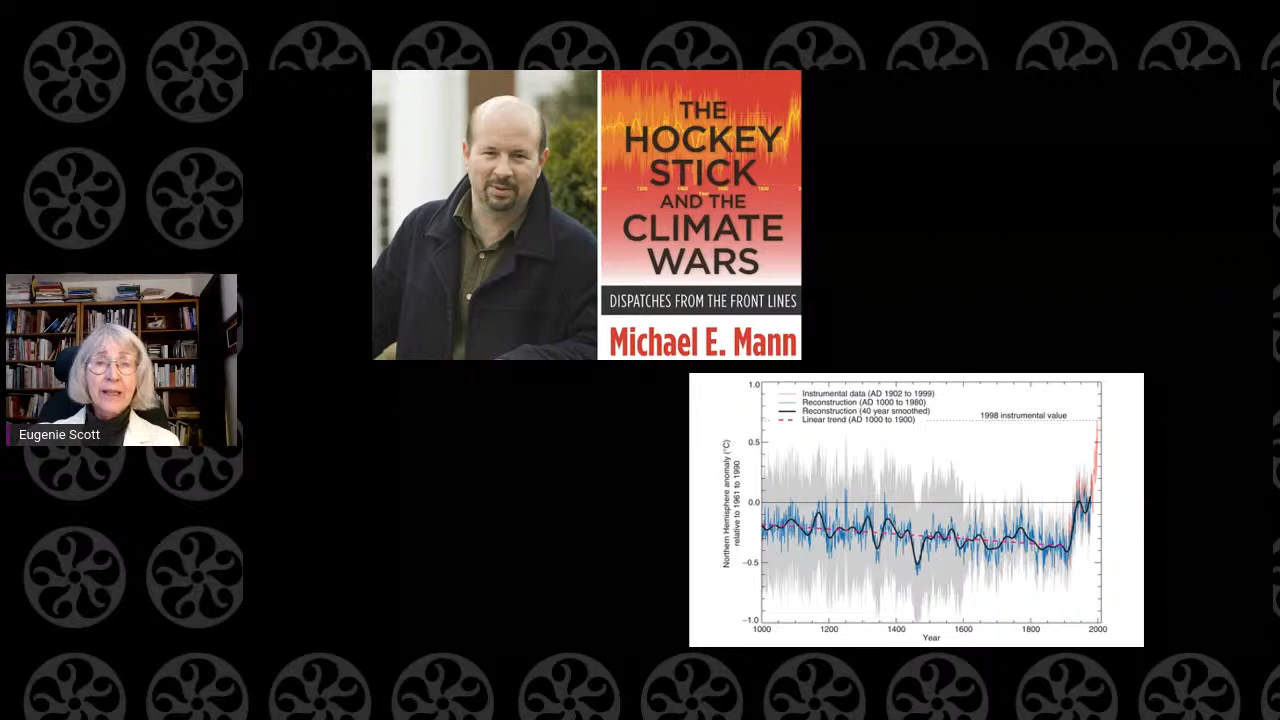 THE
HOCKEY
STICK
AND THE
CLIMATE
WARS
DISPATCHES FROM THE FRONT LINES
Michael E. Mann
Eugenie Scott
Instrumental data (AD 1902 to 1999)
Reconstruction (AD 1000 to 1980)
Reconstruction (40 year smoothed)
Linear trend (AD 1000 to 1900)
1998 instrumental value
Northern Hemisphere anomaly (°C)
relative to 1961 to 1990
1.0
0.5
0.0
−0.5
−1.0
1000 1200 1400 1600 1800 2000
Year